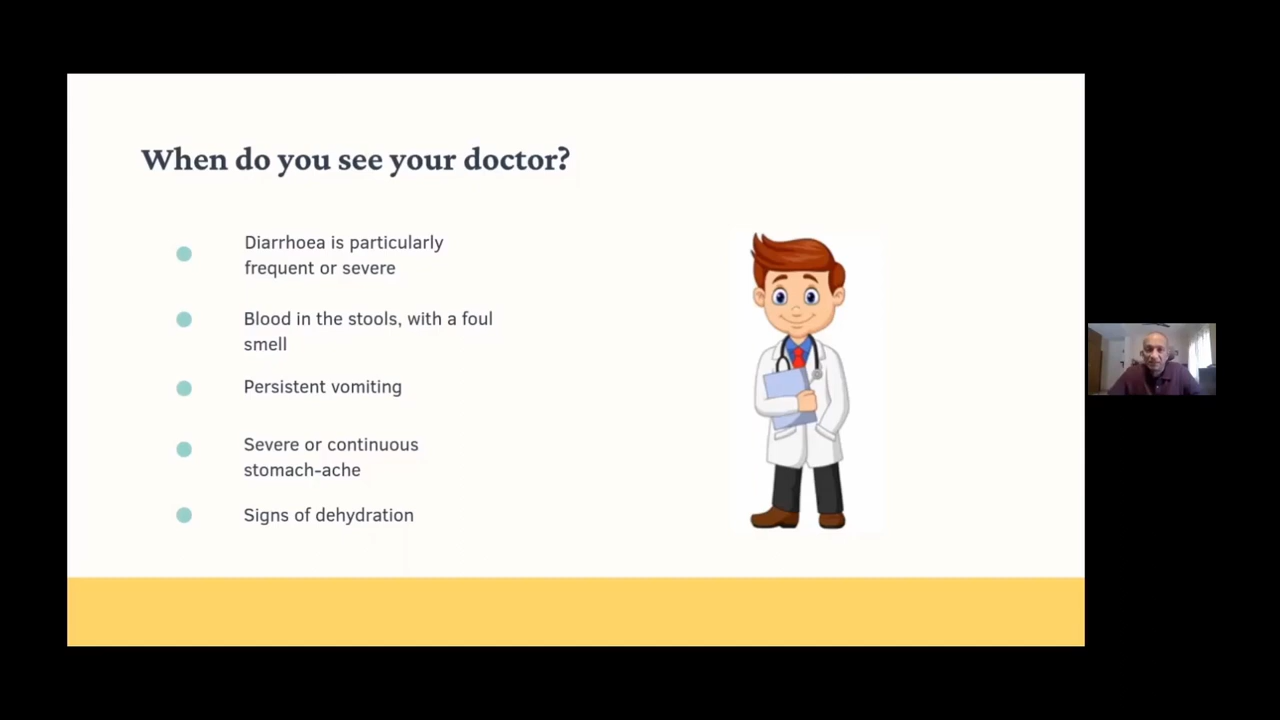 When do you see your doctor?
Diarrhoea is particularly
frequent or severe
Blood in the stools, with a foul
smell
Persistent vomiting
Severe or continuous
stomach-ache
Signs of dehydration